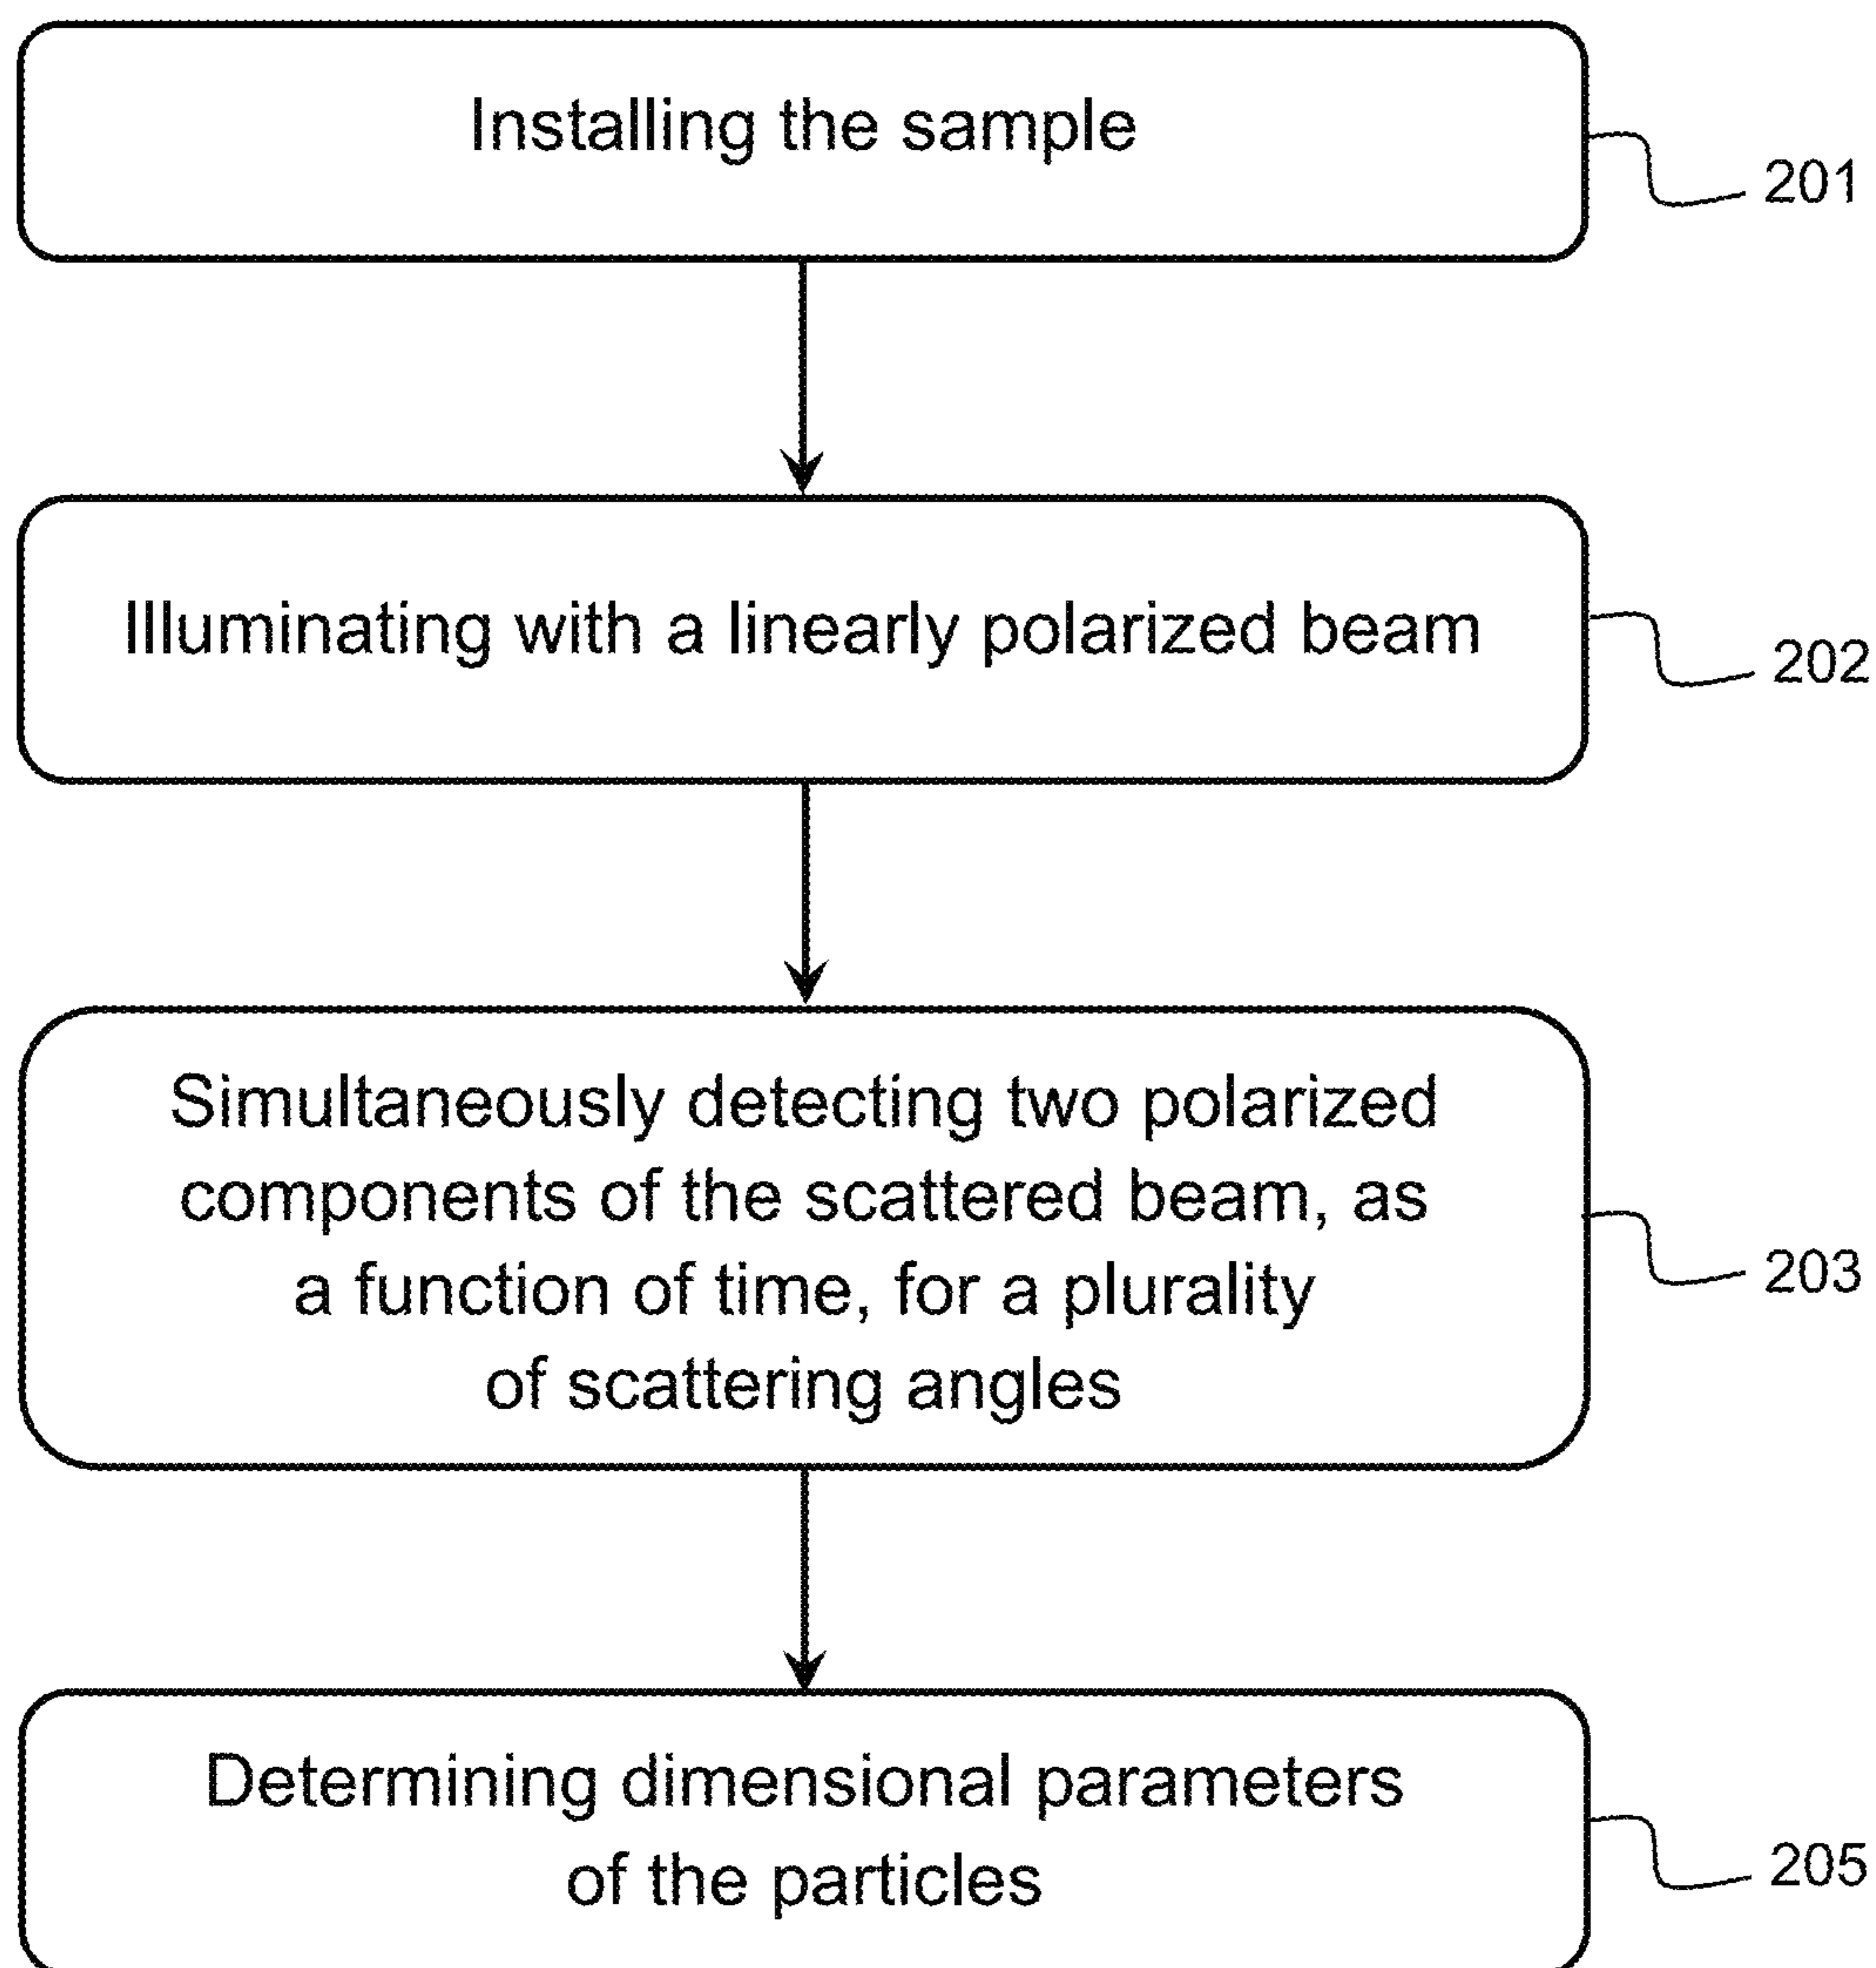 Installing the sample
201
Illuminating with a linearly polarized beam
202
Simultaneously detecting two polarized
components of the scattered beam, as
a function of time, for a plurality
of scattering angles
203
Determining dimensional parameters
of the particles
205